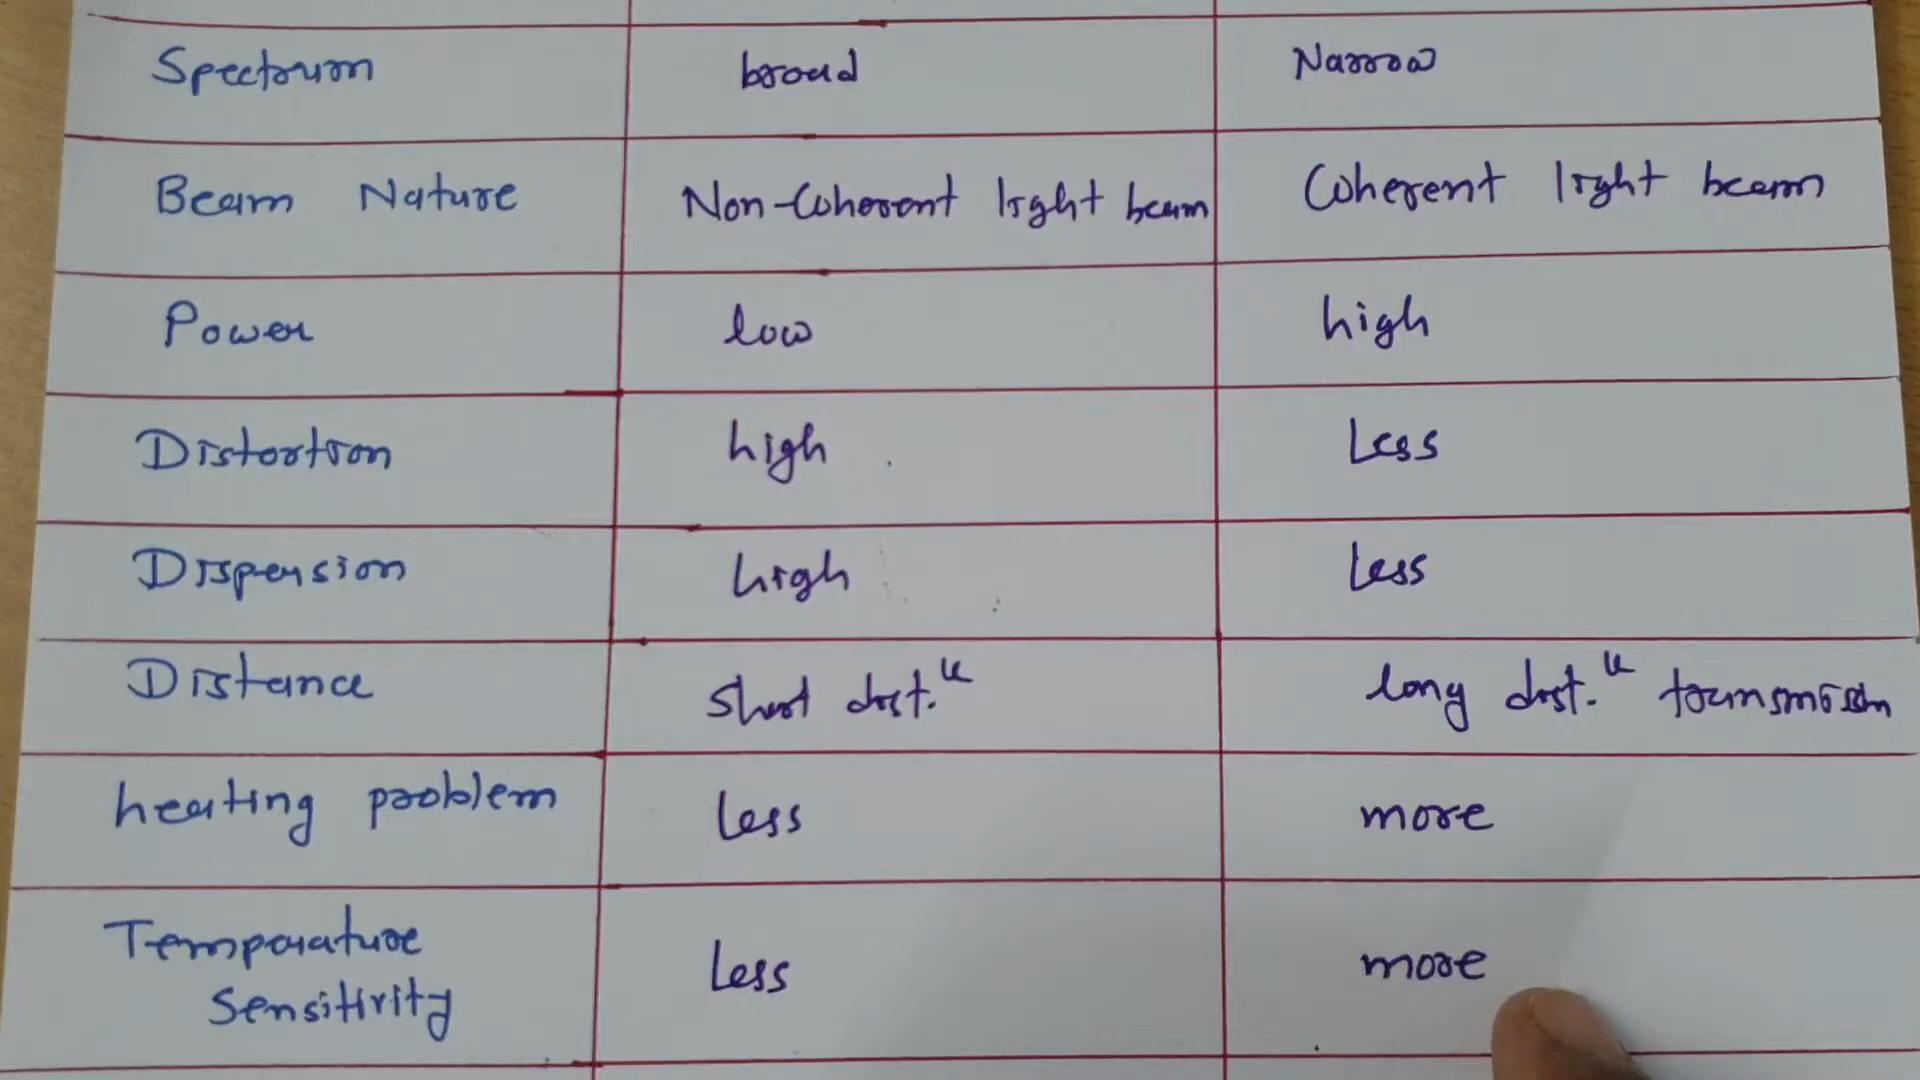 Spectrum broad Narrow
Beam Nature Non-Coherent light beam Coherent light beam
Power low high
Distortion high Less
Dispersion high Less
Distance Short dist. long dist. transmission
heating problem Less more
Temperature Less more
Sensitivity